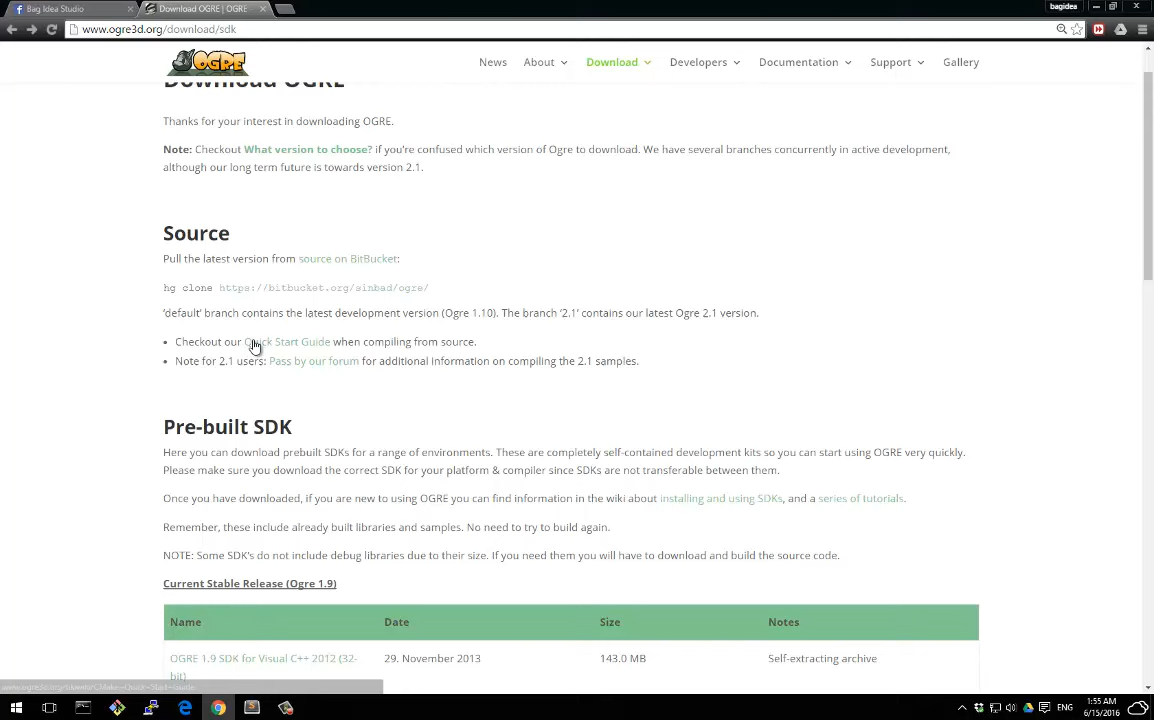 Bag Idea Studio
Download OGRE | OGRE
bagidea
www.ogre3d.org/download/sdk
OGRE
News About Download Developers Documentation Support Gallery
Download OGRE
Thanks for your interest in downloading OGRE.
Note: Checkout What version to choose? if you're confused which version of Ogre to download. We have several branches concurrently in active development,
although our long term future is towards version 2.1.
Source
Pull the latest version from source on BitBucket:
hg clone https://bitbucket.org/sinbad/ogre/
'default' branch contains the latest development version (Ogre 1.10). The branch '2.1' contains our latest Ogre 2.1 version.
• Checkout our Quick Start Guide when compiling from source.
• Note for 2.1 users: Pass by our forum for additional information on compiling the 2.1 samples.
Pre-built SDK
Here you can download prebuilt SDKs for a range of environments. These are completely self-contained development kits so you can start using OGRE very quickly.
Please make sure you download the correct SDK for your platform & compiler since SDKs are not transferable between them.
Once you have downloaded, if you are new to using OGRE you can find information in the wiki about installing and using SDKs, and a series of tutorials.
Remember, these include already built libraries and samples. No need to try to build again.
NOTE: Some SDK's do not include debug libraries due to their size. If you need them you will have to download and build the source code.
Current Stable Release (Ogre 1.9)
Name Date Size Notes
OGRE 1.9 SDK for Visual C++ 2012 (32-
bit)
29. November 2013 143.0 MB Self-extracting archive
ENG
1:55 AM
6/15/2016